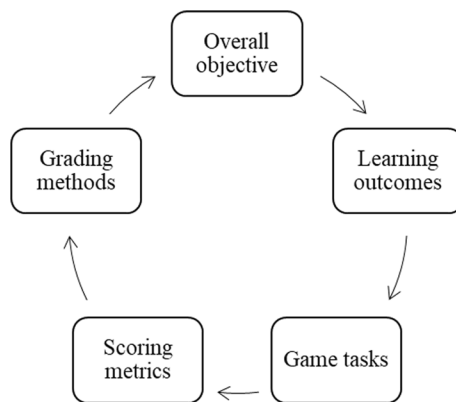 Overall
objective
Learning
outcomes
Game tasks
Scoring
metrics
Grading
methods